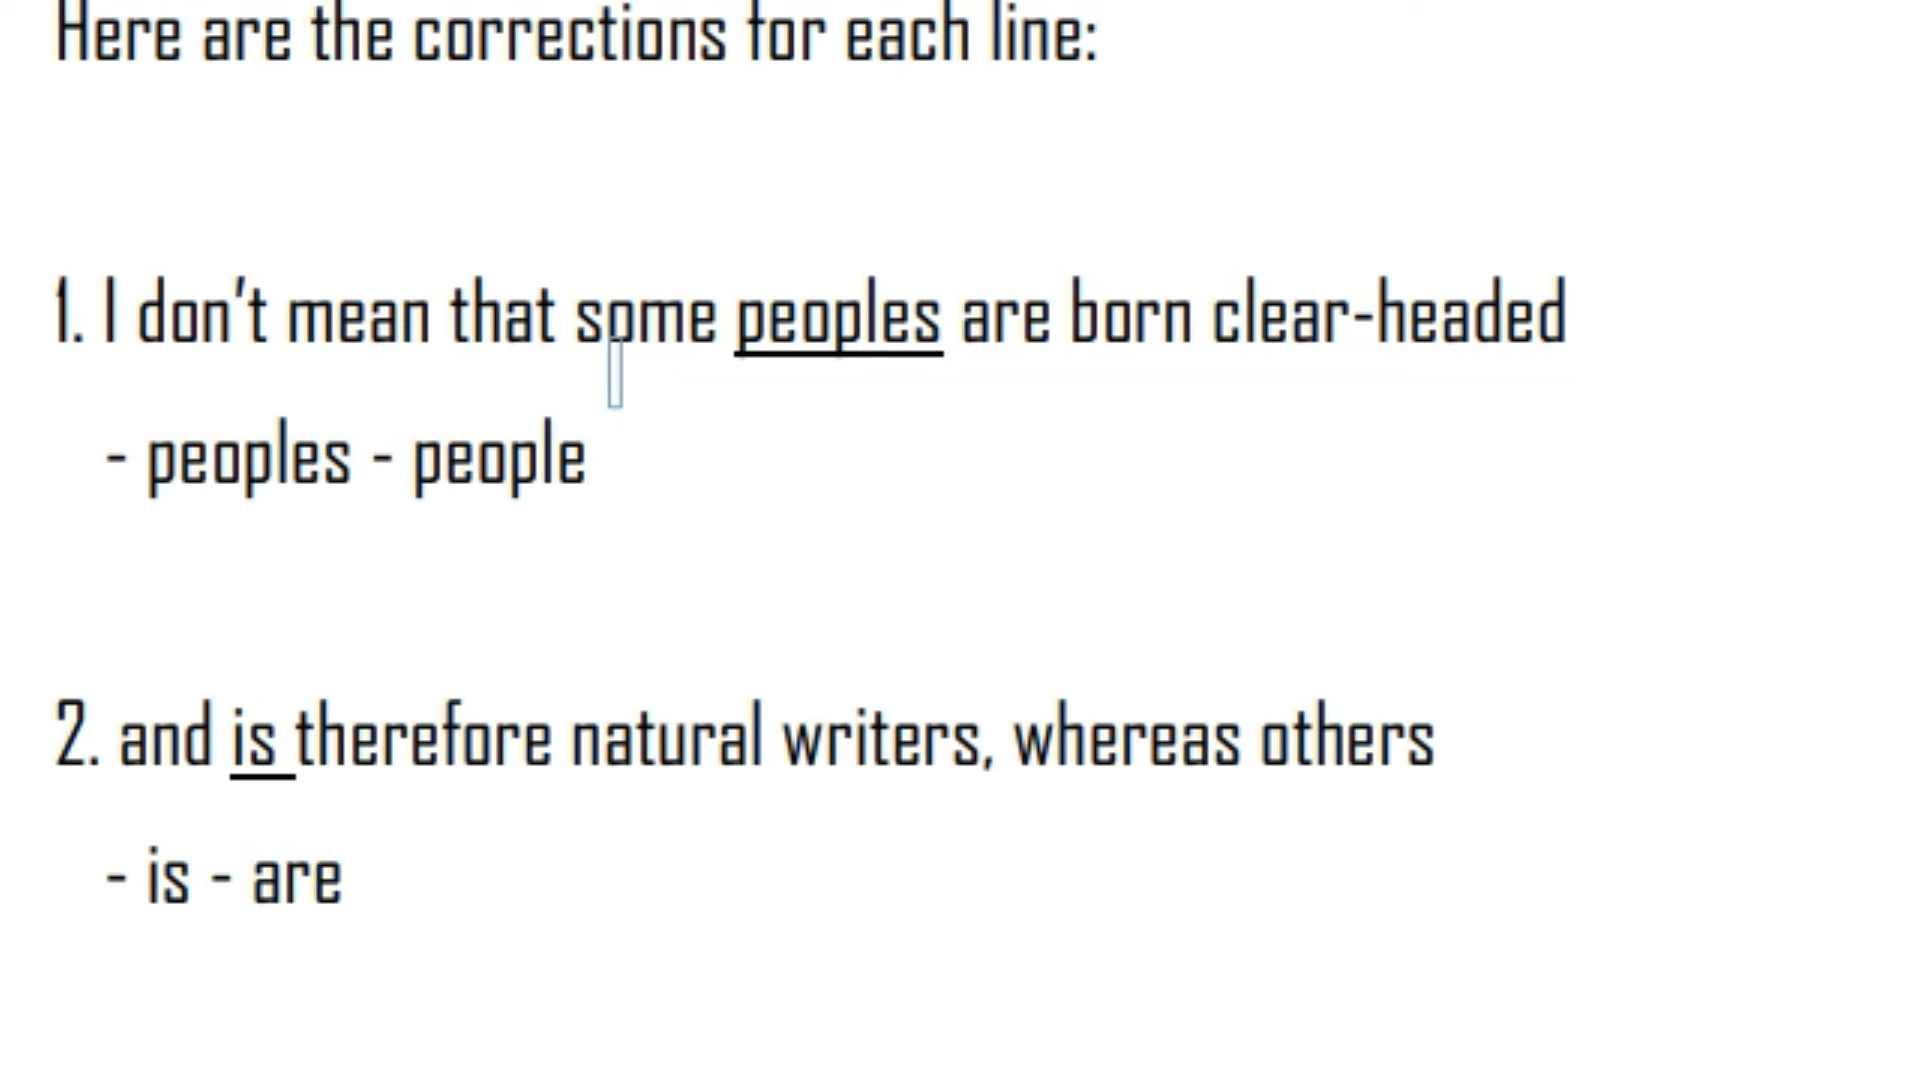 Here are the corrections for each line:
1. I don't mean that some peoples are born clear-headed
- peoples - people
2. and is therefore natural writers, whereas others
- is - are